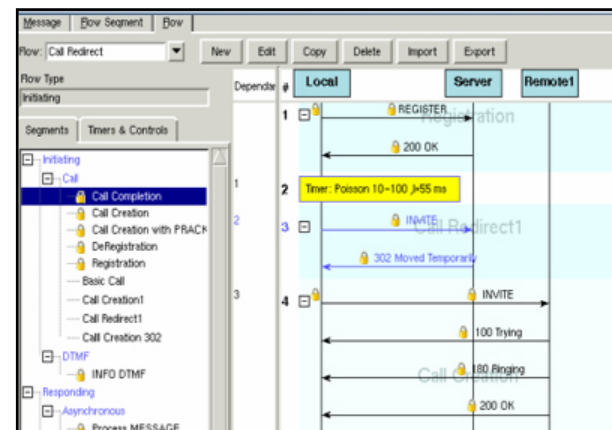 Message Flow Segment Flow
Flow: Call Redirect New Edit Copy Delete Import Export
Flow Type
Initiating
Segments Timers & Controls
Initiating
Call
Call Completion
Call Creation
Call Creation with PRACK
DeRegistration
Registration
Basic Call
Call Creation1
Call Redirect1
Call Creation 302
DTMF
INFO DTMF
Responding
Asynchronous
Process MESSAGE
Dependar # Local Server Remote1
1 REGISTER
Registration
200 OK
1 2 Timer: Poisson 10~100 ,λ=55 ms
2 3 INVITE
Call Redirect1
302 Moved Temporarily
3 4 INVITE
100 Trying
180 Ringing
Call Creation
200 OK